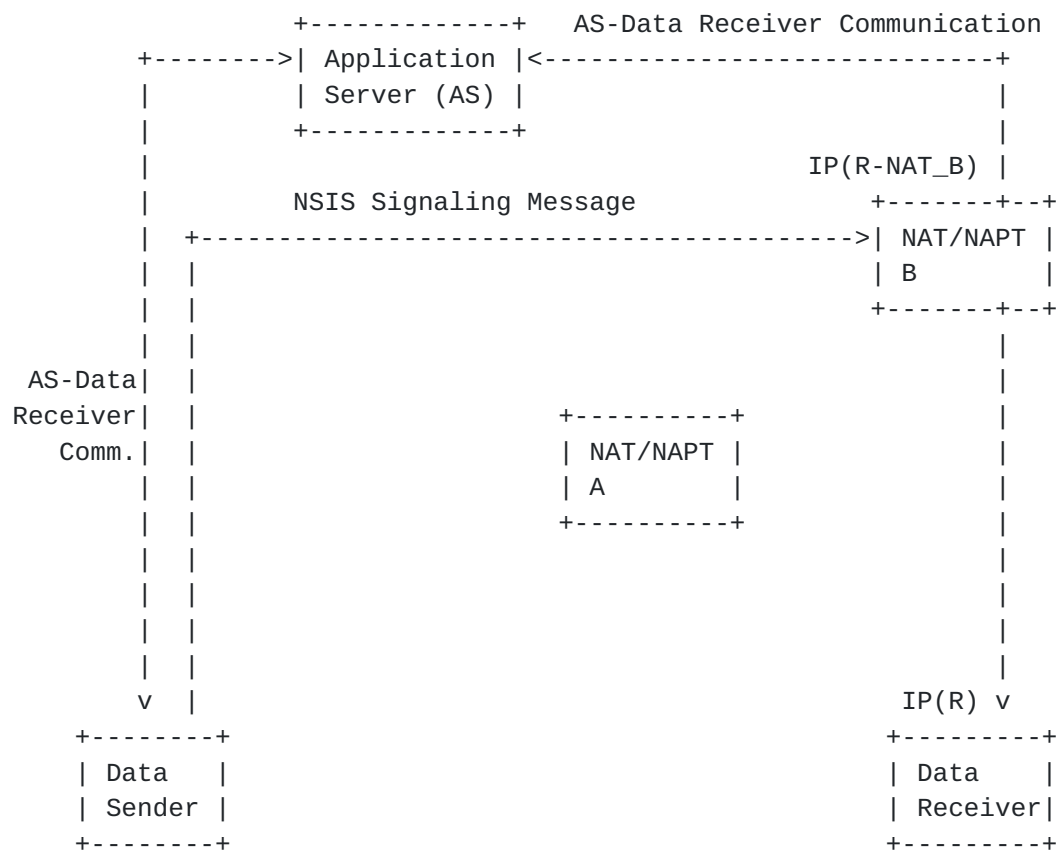 AS-Data Receiver Communication
Application
Server (AS)
IP(R-NAT_B)
NSIS Signaling Message
NAT/NAPT
B
AS-Data
Receiver
Comm.
NAT/NAPT
A
v
IP(R) v
Data
Sender
Data
Receiver